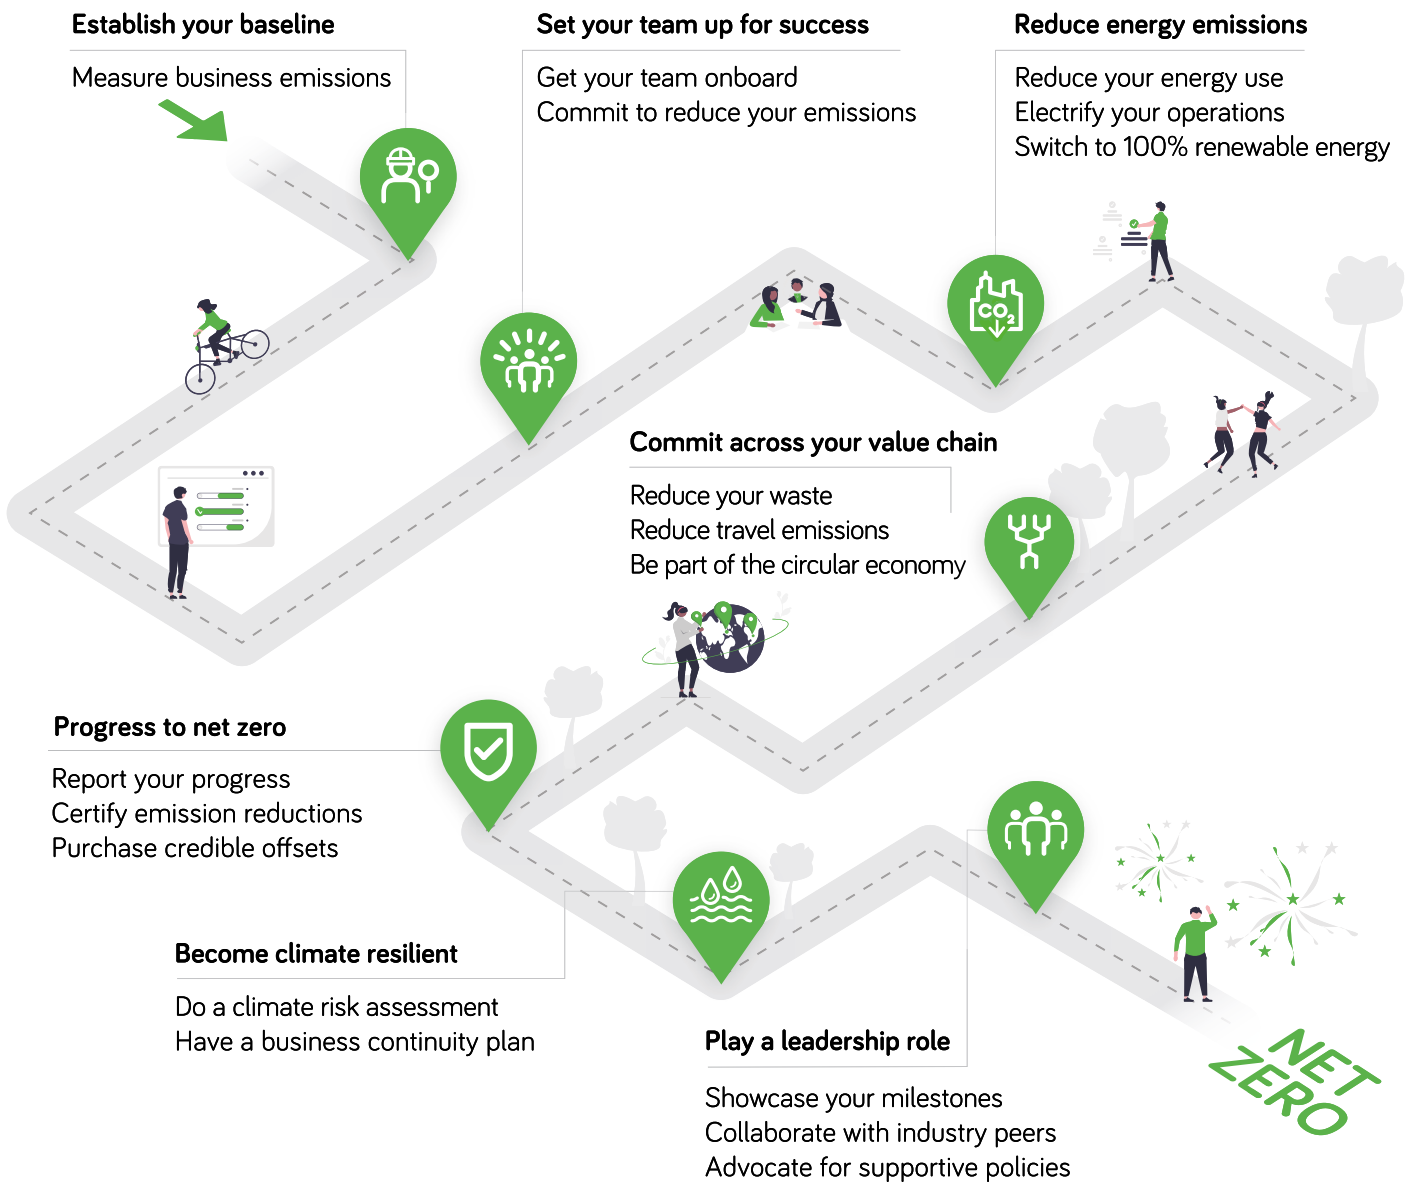 Establish your baseline
Measure business emissions
Set your team up for success
Get your team onboard
Commit to reduce your emissions
Reduce energy emissions
Reduce your energy use
Electrify your operations
Switch to 100% renewable energy
CO₂
Commit across your value chain
Reduce your waste
Reduce travel emissions
Be part of the circular economy
Progress to net zero
Report your progress
Certify emission reductions
Purchase credible offsets
Become climate resilient
Do a climate risk assessment
Have a business continuity plan
Play a leadership role
Showcase your milestones
Collaborate with industry peers
Advocate for supportive policies
NET
ZERO